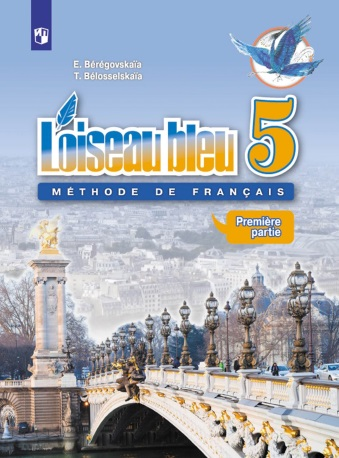 E. Bérégovskaïa
T. Bélosselskaïa
L'oiseau bleu 5
MÉTHODE DE FRANÇAIS
Première
partie